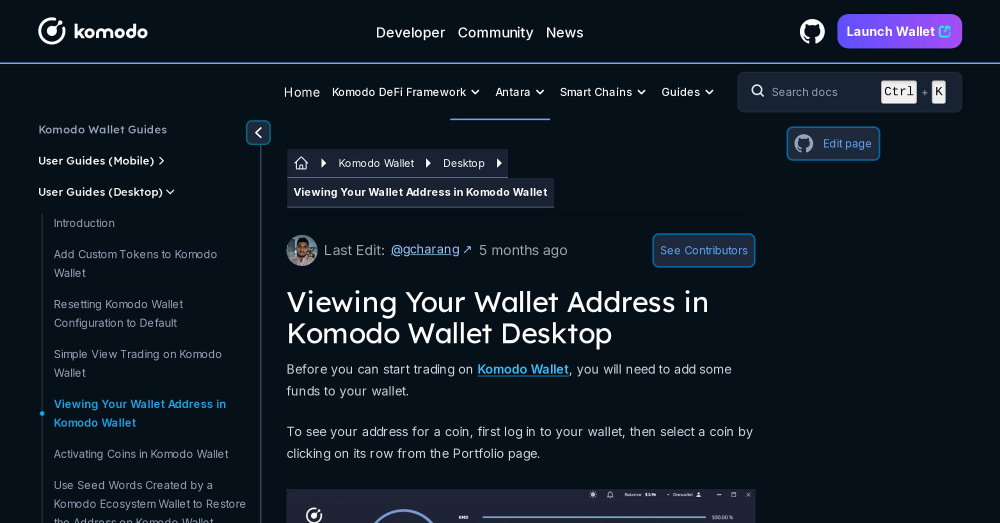 komodo
Developer Community News
Launch Wallet
Home Komodo DeFi Framework Antara Smart Chains Guides
Search docs Ctrl + K
Komodo Wallet Guides
User Guides (Mobile)
User Guides (Desktop)
Introduction
Add Custom Tokens to Komodo
Wallet
Resetting Komodo Wallet
Configuration to Default
Simple View Trading on Komodo
Wallet
Viewing Your Wallet Address in
Komodo Wallet
Activating Coins in Komodo Wallet
Use Seed Words Created by a
Komodo Ecosystem Wallet to Restore
the Address on Komodo Wallet
Komodo Wallet Desktop
Viewing Your Wallet Address in Komodo Wallet
Edit page
Last Edit: @gcharang ↗ 5 months ago
See Contributors
Viewing Your Wallet Address in
Komodo Wallet Desktop
Before you can start trading on Komodo Wallet, you will need to add some
funds to your wallet.
To see your address for a coin, first log in to your wallet, then select a coin by
clicking on its row from the Portfolio page.
KMD 100.00 %